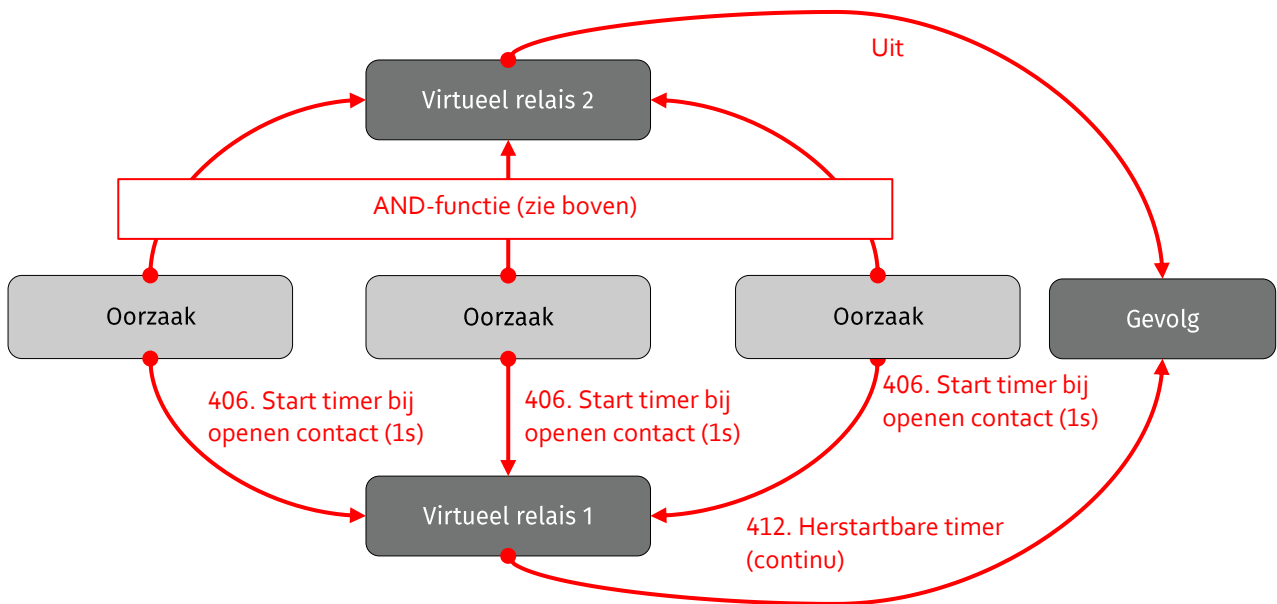 Uit
Virtueel relais 2
AND-functie (zie boven)
Oorzaak
Oorzaak
Oorzaak
Gevolg
406. Start timer bij
openen contact (1s)
406. Start timer bij
openen contact (1s)
406. Start timer bij
openen contact (1s)
Virtueel relais 1
412. Herstartbare timer
(continu)